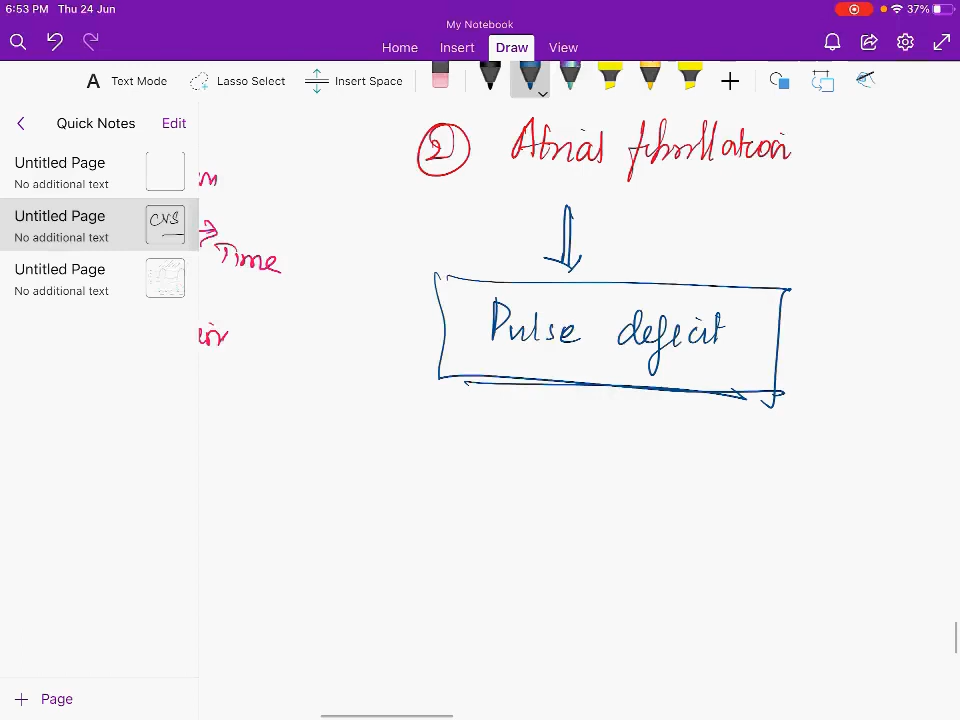 6:53 PM Thu 24 Jun 37%
My Notebook
Home Insert Draw View
A Text Mode Lasso Select Insert Space
Quick Notes Edit
Untitled Page
No additional text
Untitled Page
No additional text
CNS
Untitled Page
No additional text
Page
Time
2 Atrial fibrillation
Pulse deficit